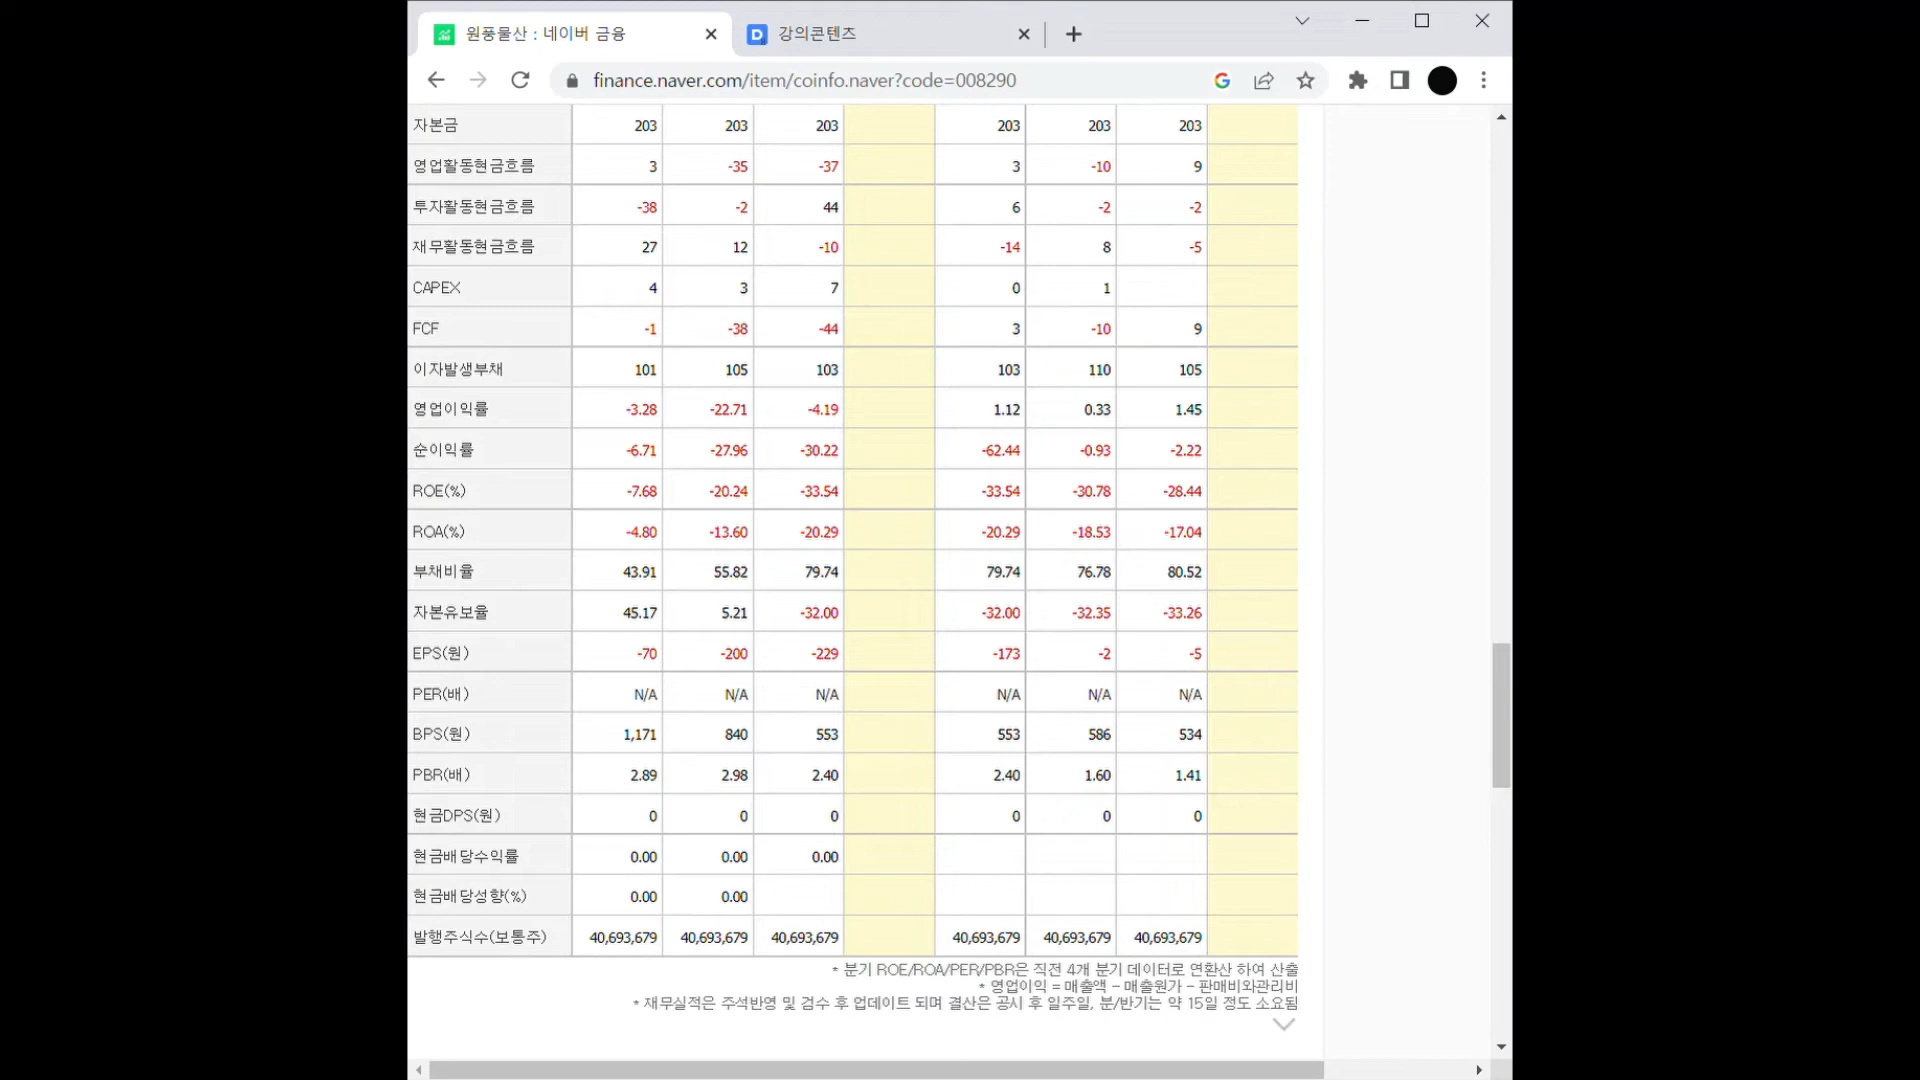 원풍물산 : 네이버 금융
강의콘텐츠
finance.naver.com/item/coinfo.naver?code=008290
자본금 203 203 203 203 203 203
영업활동현금흐름 3 -35 -37 3 -10 9
투자활동현금흐름 -38 -2 44 6 -2 -2
재무활동현금흐름 27 12 -10 -14 8 -5
CAPEX 4 3 7 0 1
FCF -1 -38 -44 3 -10 9
이자발생부채 101 105 103 103 110 105
영업이익률 -3.28 -22.71 -4.19 1.12 0.33 1.45
순이익률 -6.71 -27.96 -30.22 -62.44 -0.93 -2.22
ROE(%) -7.68 -20.24 -33.54 -33.54 -30.78 -28.44
ROA(%) -4.80 -13.60 -20.29 -20.29 -18.53 -17.04
부채비율 43.91 55.82 79.74 79.74 76.78 80.52
자본유보율 45.17 5.21 -32.00 -32.00 -32.35 -33.26
EPS(원) -70 -200 -229 -173 -2 -5
PER(배) N/A N/A N/A N/A N/A N/A
BPS(원) 1,171 840 553 553 586 534
PBR(배) 2.89 2.98 2.40 2.40 1.60 1.41
현금DPS(원) 0 0 0 0 0 0
현금배당수익률 0.00 0.00 0.00
현금배당성향(%) 0.00 0.00
발행주식수(보통주) 40,693,679 40,693,679 40,693,679 40,693,679 40,693,679 40,693,679
* 분기 ROE/ROA/PER/PBR은 직전 4개 분기 데이터로 연환산 하여 산출
* 영업이익 = 매출액 - 매출원가 - 판매비와관리비
* 재무실적은 주석반영 및 검수 후 업데이트 되며 결산은 공시 후 일주일, 분/반기는 약 15일 정도 소요됨